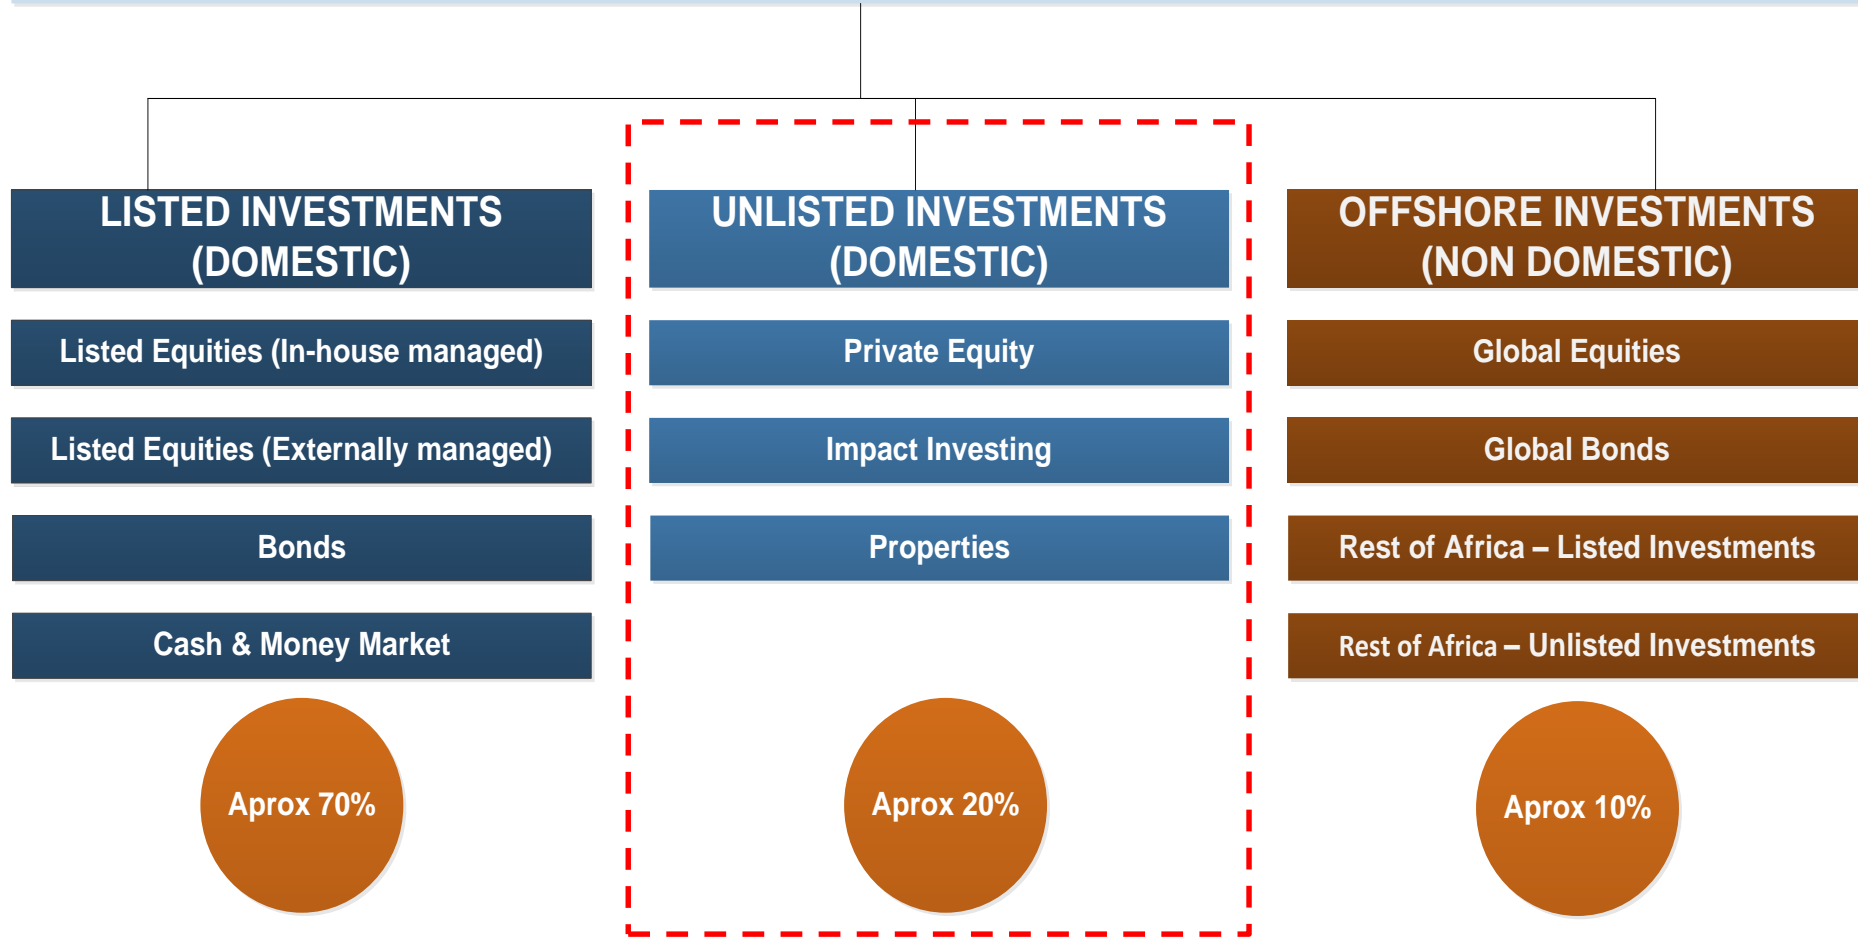 LISTED INVESTMENTS
(DOMESTIC)
Listed Equities (In-house managed)
Listed Equities (Externally managed)
Bonds
Cash & Money Market
Aprox 70%
UNLISTED INVESTMENTS
(DOMESTIC)
Private Equity
Impact Investing
Properties
Aprox 20%
OFFSHORE INVESTMENTS
(NON DOMESTIC)
Global Equities
Global Bonds
Rest of Africa – Listed Investments
Rest of Africa – Unlisted Investments
Aprox 10%